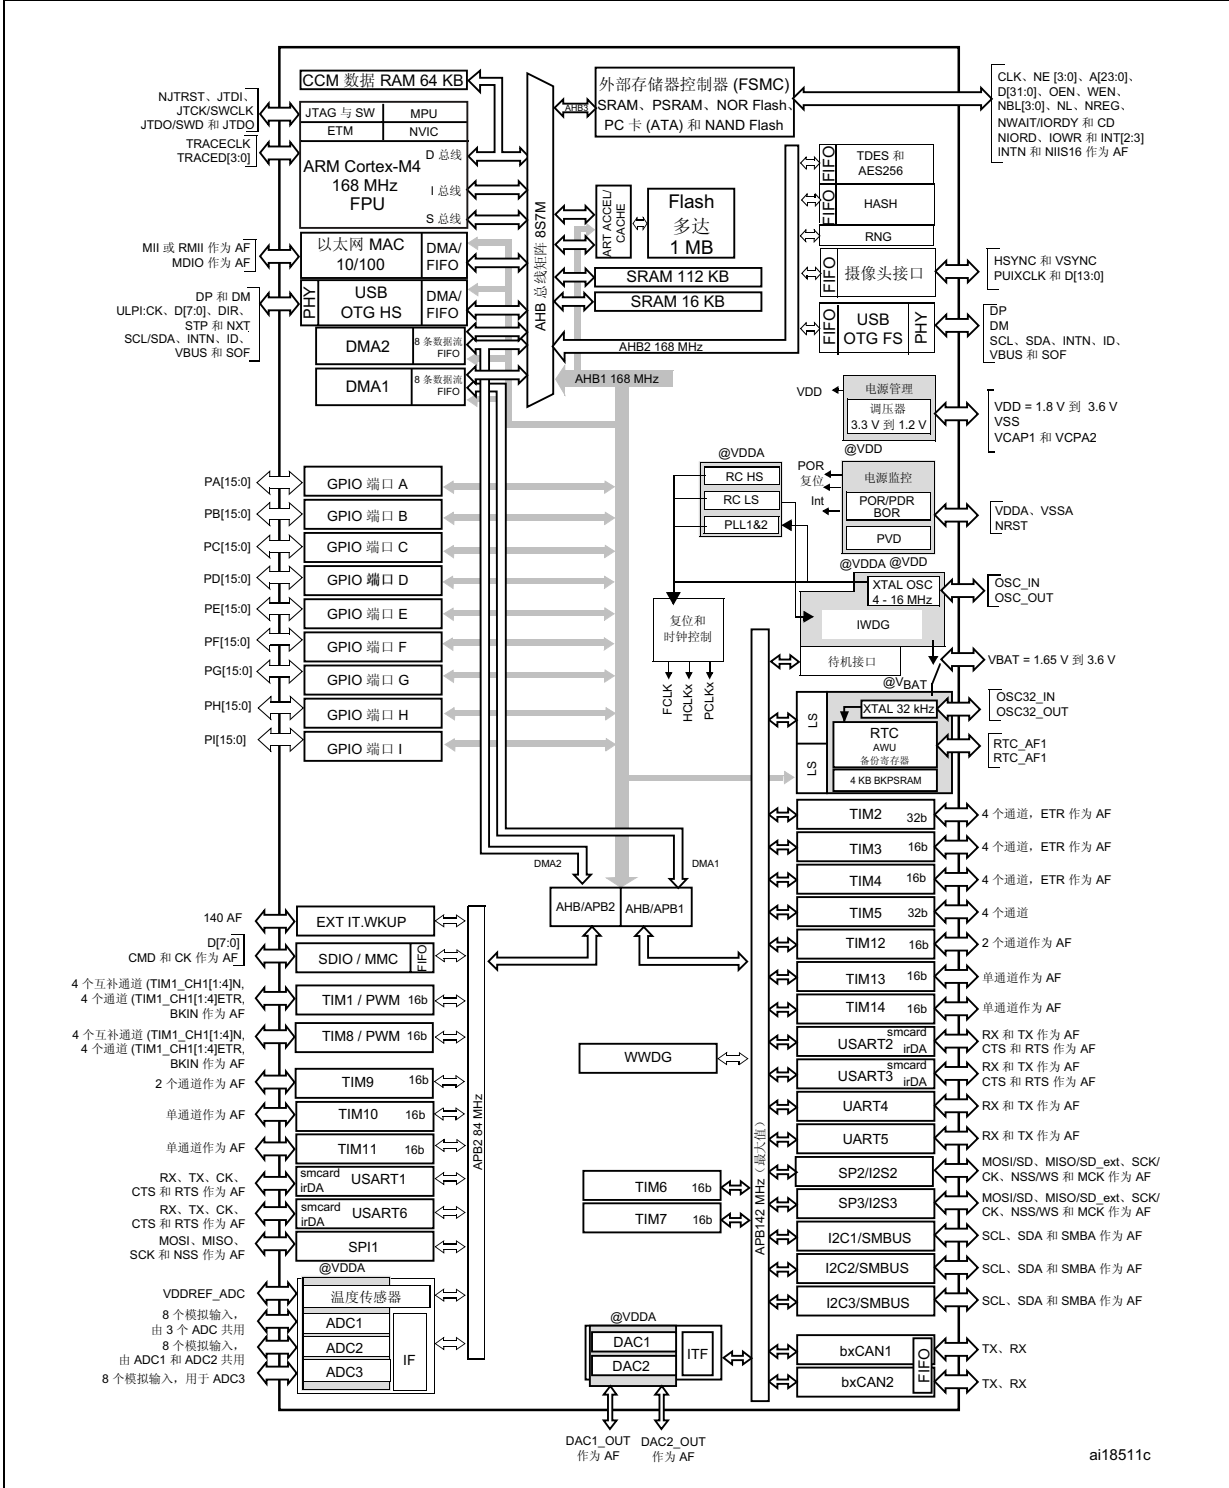 CCM 数据 RAM 64 KB
NJTRST、JTDI、
JTCK/SWCLK
JTDO/SWD 和 JTDO
TRACECLK
TRACED[3:0]
JTAG 与 SW
MPU
ETM
NVIC
D 总线
ARM Cortex-M4
168 MHz
FPU
I 总线
S 总线
MII 或 RMII 作为 AF
MDIO 作为 AF
以太网 MAC
10/100
DMA/
FIFO
DP 和 DM
ULPI:CK、D[7:0]、DIR、
STP 和 NXT
SCL/SDA、INTN、ID、
VBUS 和 SOF
PHY
USB
OTG HS
DMA/
FIFO
DMA2
8 条数据流
FIFO
DMA1
8 条数据流
FIFO
AHB 总线矩阵 8S7M
AHB3
外部存储器控制器 (FSMC)
SRAM、PSRAM、NOR Flash、
PC 卡 (ATA) 和 NAND Flash
CLK、NE [3:0]、A[23:0]、
D[31:0]、OEN、WEN、
NBL[3:0]、NL、NREG、
NWAIT/IORDY 和 CD
NIORD、IOWR 和 INT[2:3]
INTN 和 NIIS16 作为 AF
ART ACCEL/
CACHE
Flash
多达
1 MB
SRAM 112 KB
SRAM 16 KB
AHB2 168 MHz
AHB1 168 MHz
FIFO
TDES 和
AES256
FIFO
HASH
RNG
FIFO
摄像头接口
HSYNC 和 VSYNC
PUIXCLK 和 D[13:0]
FIFO
USB
OTG FS
PHY
DP
DM
SCL、SDA、INTN、ID、
VBUS 和 SOF
VDD
电源管理
调压器
3.3 V 到 1.2 V
@VDD
VDD = 1.8 V 到 3.6 V
VSS
VCAP1 和 VCPA2
@VDDA
RC HS
RC LS
PLL1&2
POR
复位
Int
电源监控
POR/PDR
BOR
PVD
VDDA、VSSA
NRST
@VDDA @VDD
XTAL OSC
4 - 16 MHz
OSC_IN
OSC_OUT
IWDG
复位和
时钟控制
FCLK
HCLKx
PCLKx
待机接口
VBAT = 1.65 V 到 3.6 V
@VBAT
LS
XTAL 32 kHz
OSC32_IN
OSC32_OUT
RTC
AWU
备份寄存器
RTC_AF1
RTC_AF1
LS
4 KB BKPSRAM
PA[15:0]
GPIO 端口 A
PB[15:0]
GPIO 端口 B
PC[15:0]
GPIO 端口 C
PD[15:0]
GPIO 端口 D
PE[15:0]
GPIO 端口 E
PF[15:0]
GPIO 端口 F
PG[15:0]
GPIO 端口 G
PH[15:0]
GPIO 端口 H
PI[15:0]
GPIO 端口 I
DMA2
DMA1
AHB/APB2
AHB/APB1
TIM2 32b
4 个通道，ETR 作为 AF
TIM3 16b
4 个通道，ETR 作为 AF
TIM4 16b
4 个通道，ETR 作为 AF
TIM5 32b
4 个通道
TIM12 16b
2 个通道作为 AF
TIM13 16b
单通道作为 AF
TIM14 16b
单通道作为 AF
USART2 smcard
irDA
RX 和 TX 作为 AF
CTS 和 RTS 作为 AF
USART3 smcard
irDA
RX 和 TX 作为 AF
CTS 和 RTS 作为 AF
UART4
RX 和 TX 作为 AF
UART5
RX 和 TX 作为 AF
SP2/I2S2
MOSI/SD、MISO/SD_ext、SCK/
CK、NSS/WS 和 MCK 作为 AF
SP3/I2S3
MOSI/SD、MISO/SD_ext、SCK/
CK、NSS/WS 和 MCK 作为 AF
I2C1/SMBUS
SCL、SDA 和 SMBA 作为 AF
I2C2/SMBUS
SCL、SDA 和 SMBA 作为 AF
I2C3/SMBUS
SCL、SDA 和 SMBA 作为 AF
bxCAN1
TX、RX
bxCAN2
TX、RX
FIFO
APB142 MHz（最大值）
WWDG
TIM6 16b
TIM7 16b
@VDDA
DAC1
DAC2
ITF
DAC1_OUT
作为 AF
DAC2_OUT
作为 AF
APB2 84 MHz
140 AF
EXT IT.WKUP
D[7:0]
CMD 和 CK 作为 AF
SDIO / MMC
FIFO
4 个互补通道 (TIM1_CH1[1:4]N,
4 个通道 (TIM1_CH1[1:4]ETR,
BKIN 作为 AF
TIM1 / PWM 16b
4 个互补通道 (TIM1_CH1[1:4]N,
4 个通道 (TIM1_CH1[1:4]ETR,
BKIN 作为 AF
TIM8 / PWM 16b
2 个通道作为 AF
TIM9 16b
单通道作为 AF
TIM10 16b
单通道作为 AF
TIM11 16b
RX、TX、CK、
CTS 和 RTS 作为 AF
smcard
irDA
USART1
RX、TX、CK、
CTS 和 RTS 作为 AF
smcard
irDA
USART6
MOSI、MISO、
SCK 和 NSS 作为 AF
SPI1
@VDDA
VDDREF_ADC
温度传感器
8 个模拟输入，
由 3 个 ADC 共用
ADC1
8 个模拟输入，
由 ADC1 和 ADC2 共用
ADC2
8 个模拟输入，用于 ADC3
ADC3
IF
ai18511c